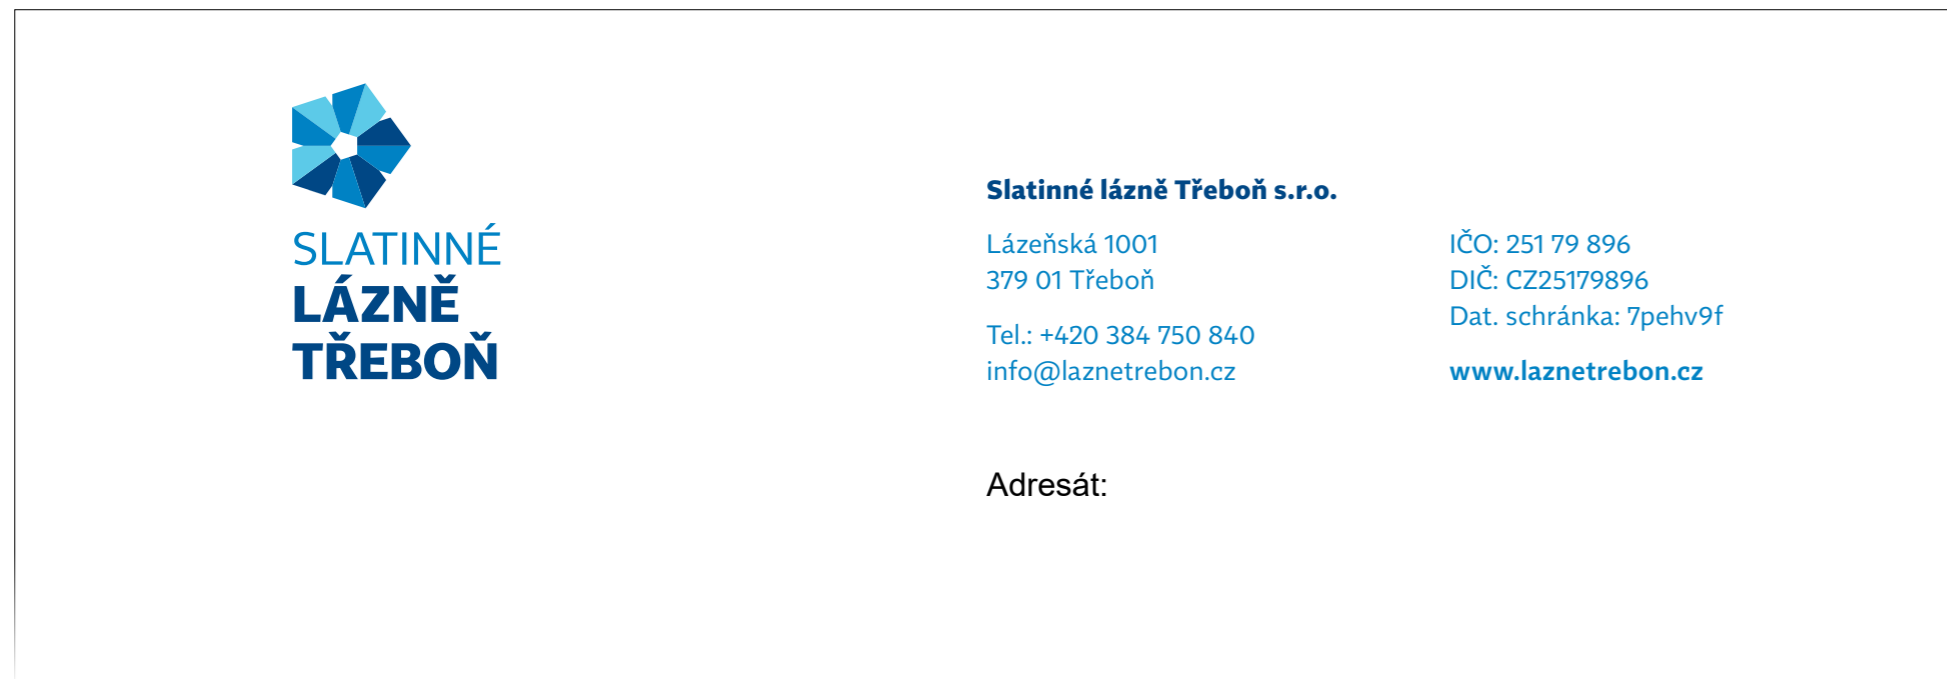 SLATINNÉ
LÁZNĚ
TŘEBOŇ
Slatinné lázně Třeboň s.r.o.
Lázeňská 1001
379 01 Třeboň
Tel.: +420 384 750 840
info@laznetrebon.cz
IČO: 251 79 896
DIČ: CZ25179896
Dat. schránka: 7pehv9f
www.laznetrebon.cz
Adresát: